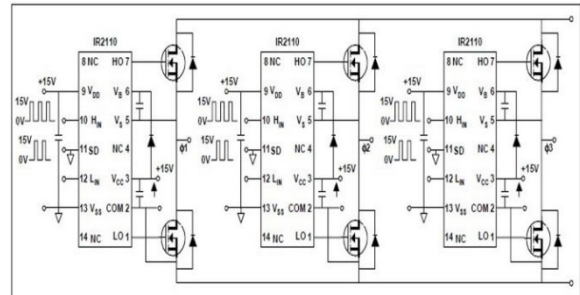 IR2110 IR2110 IR2110
8 NC HO 7 8 NC HO 7 8 NC HO 7
+15V +15V +15V
15V 9 VDD VB 6 15V 9 VDD VB 6 15V 9 VDD VB 6
0V 10 HIN VS 5 0V 10 HIN VS 5 0V 10 HIN VS 5
15V ϕ1 15V ϕ2 15V ϕ3
0V 11 SD NC 4 0V 11 SD NC 4 0V 11 SD NC 4
+15V +15V +15V
12 LIN VCC 3 12 LIN VCC 3 12 LIN VCC 3
13 VSS COM 2 13 VSS COM 2 13 VSS COM 2
14 NC LO 1 14 NC LO 1 14 NC LO 1